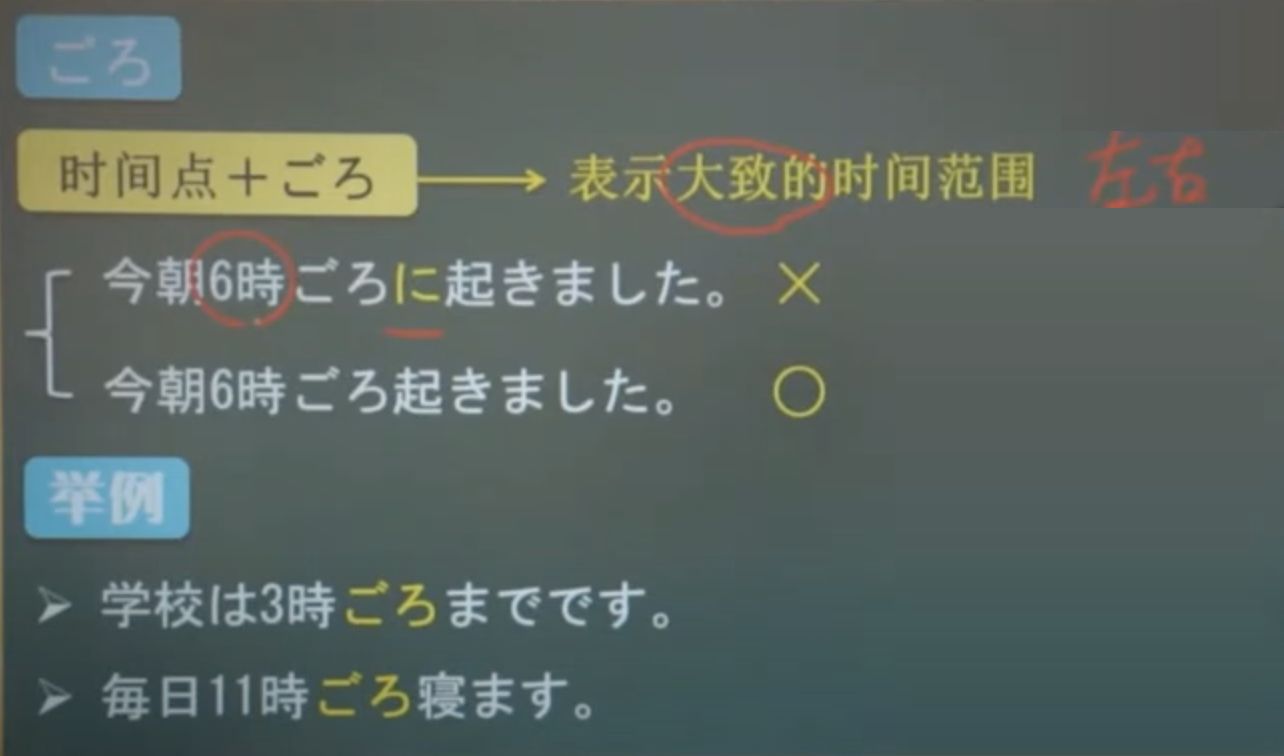 ごろ
时间点＋ごろ 表示大致的时间范围 左右
今朝6時ごろに起きました。 ×
今朝6時ごろ起きました。 ○
举例
➢ 学校は3時ごろまでです。
➢ 毎日11時ごろ寝ます。